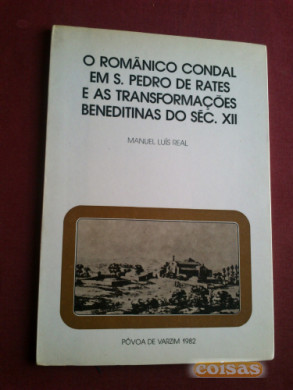 O ROMÂNICO CONDAL
EM S. PEDRO DE RATES
E AS TRANSFORMAÇÕES
BENEDITINAS DO SÉC. XII
MANUEL LUÍS REAL
PÓVOA DE VARZIM 1982
coisas